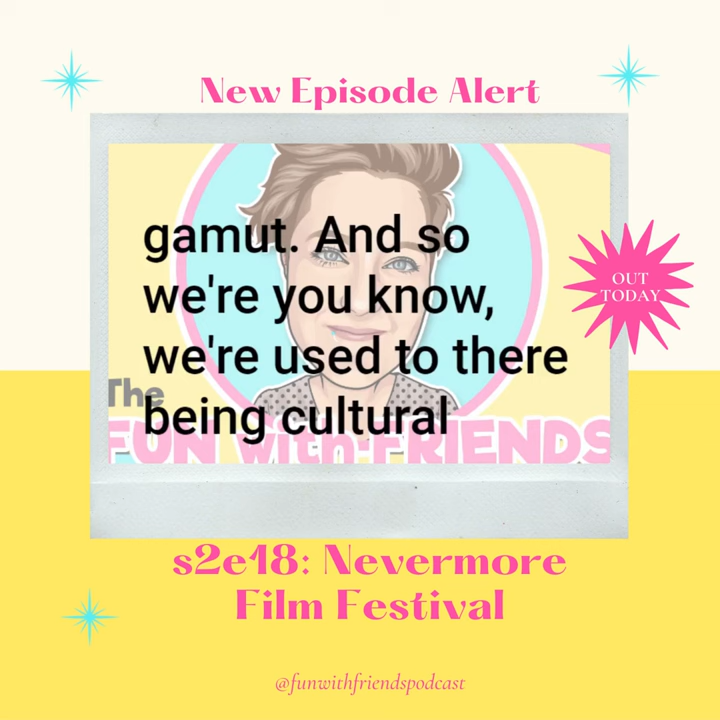 New Episode Alert
gamut. And so
we're you know,
we're used to there
being cultural
The
FUN with FRIENDS
OUT
TODAY
s2e18: Nevermore
Film Festival
@funwithfriendspodcast